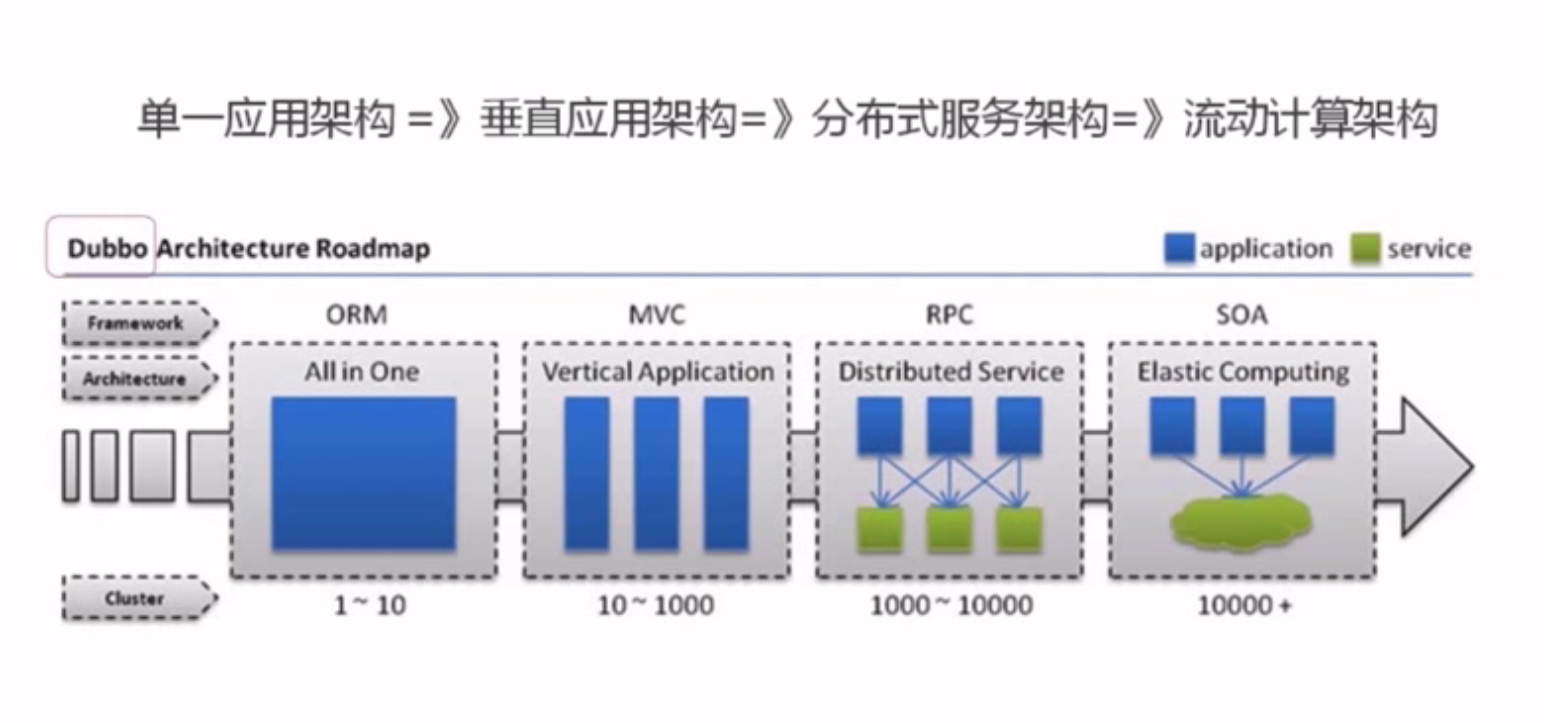 单一应用架构 =》垂直应用架构=》分布式服务架构=》流动计算架构
Dubbo Architecture Roadmap
application service
Framework
ORM MVC RPC SOA
Architecture
All in One Vertical Application Distributed Service Elastic Computing
Cluster
1 ~ 10 10 ~ 1000 1000 ~ 10000 10000 +